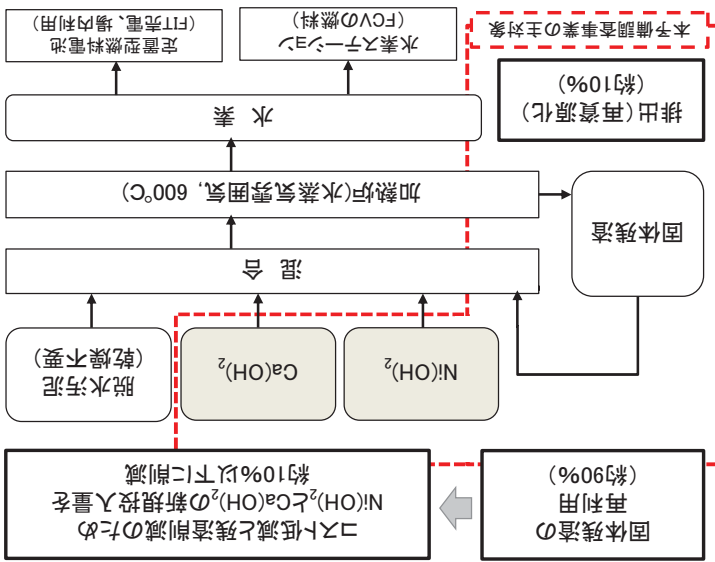 固体残渣の
再利用
(約90%)
コスト低減と残渣削減のため
Ni(OH)₂とCa(OH)₂の新規投入量を
約10%以下に削減
Ni(OH)₂
Ca(OH)₂
脱水汚泥
(乾燥不要)
混 合
固体残渣
加熱炉(水蒸気雰囲気, 600°C)
排出(再資源化)
(約10%)
水 素
本予備調査事業の主対象
水素ステーション
(FCVの燃料)
定置型燃料電池
(FIT売電、場内利用)